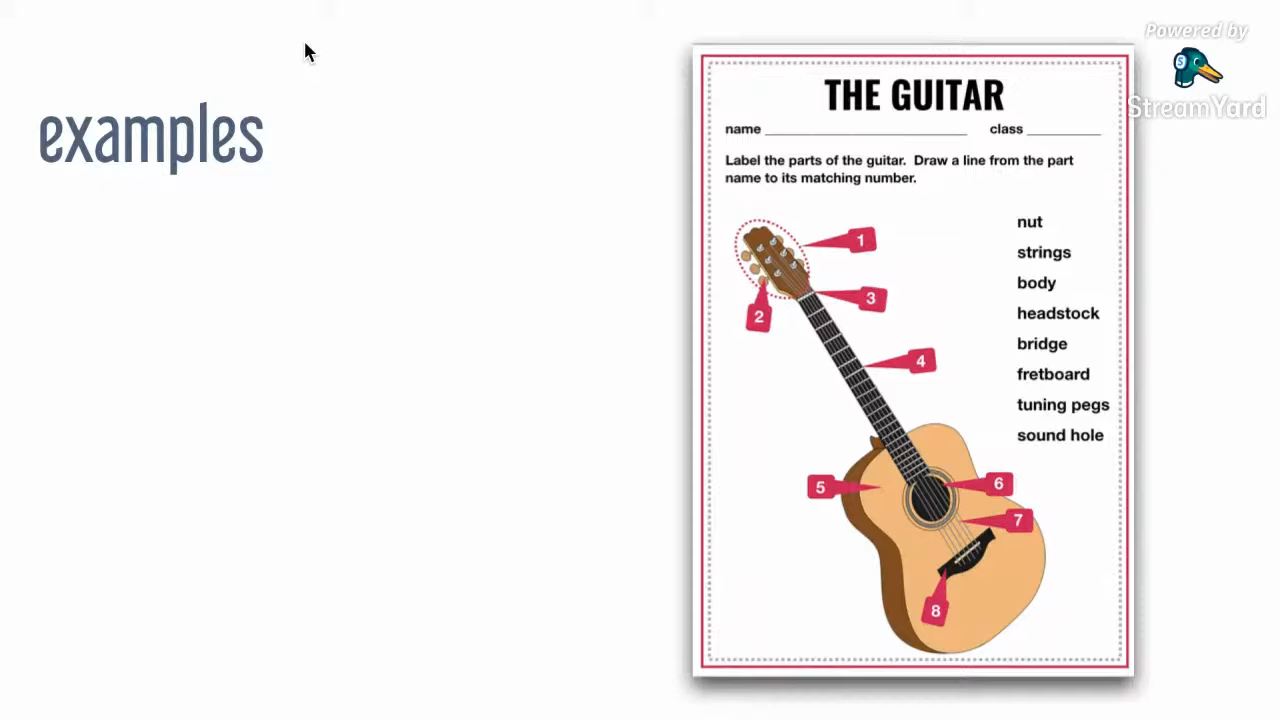 Powered by
S
StreamYard
examples
THE GUITAR
name ____________ class ________
Label the parts of the guitar. Draw a line from the part
name to its matching number.
nut
strings
body
headstock
bridge
fretboard
tuning pegs
sound hole
1
2
3
4
5
6
7
8